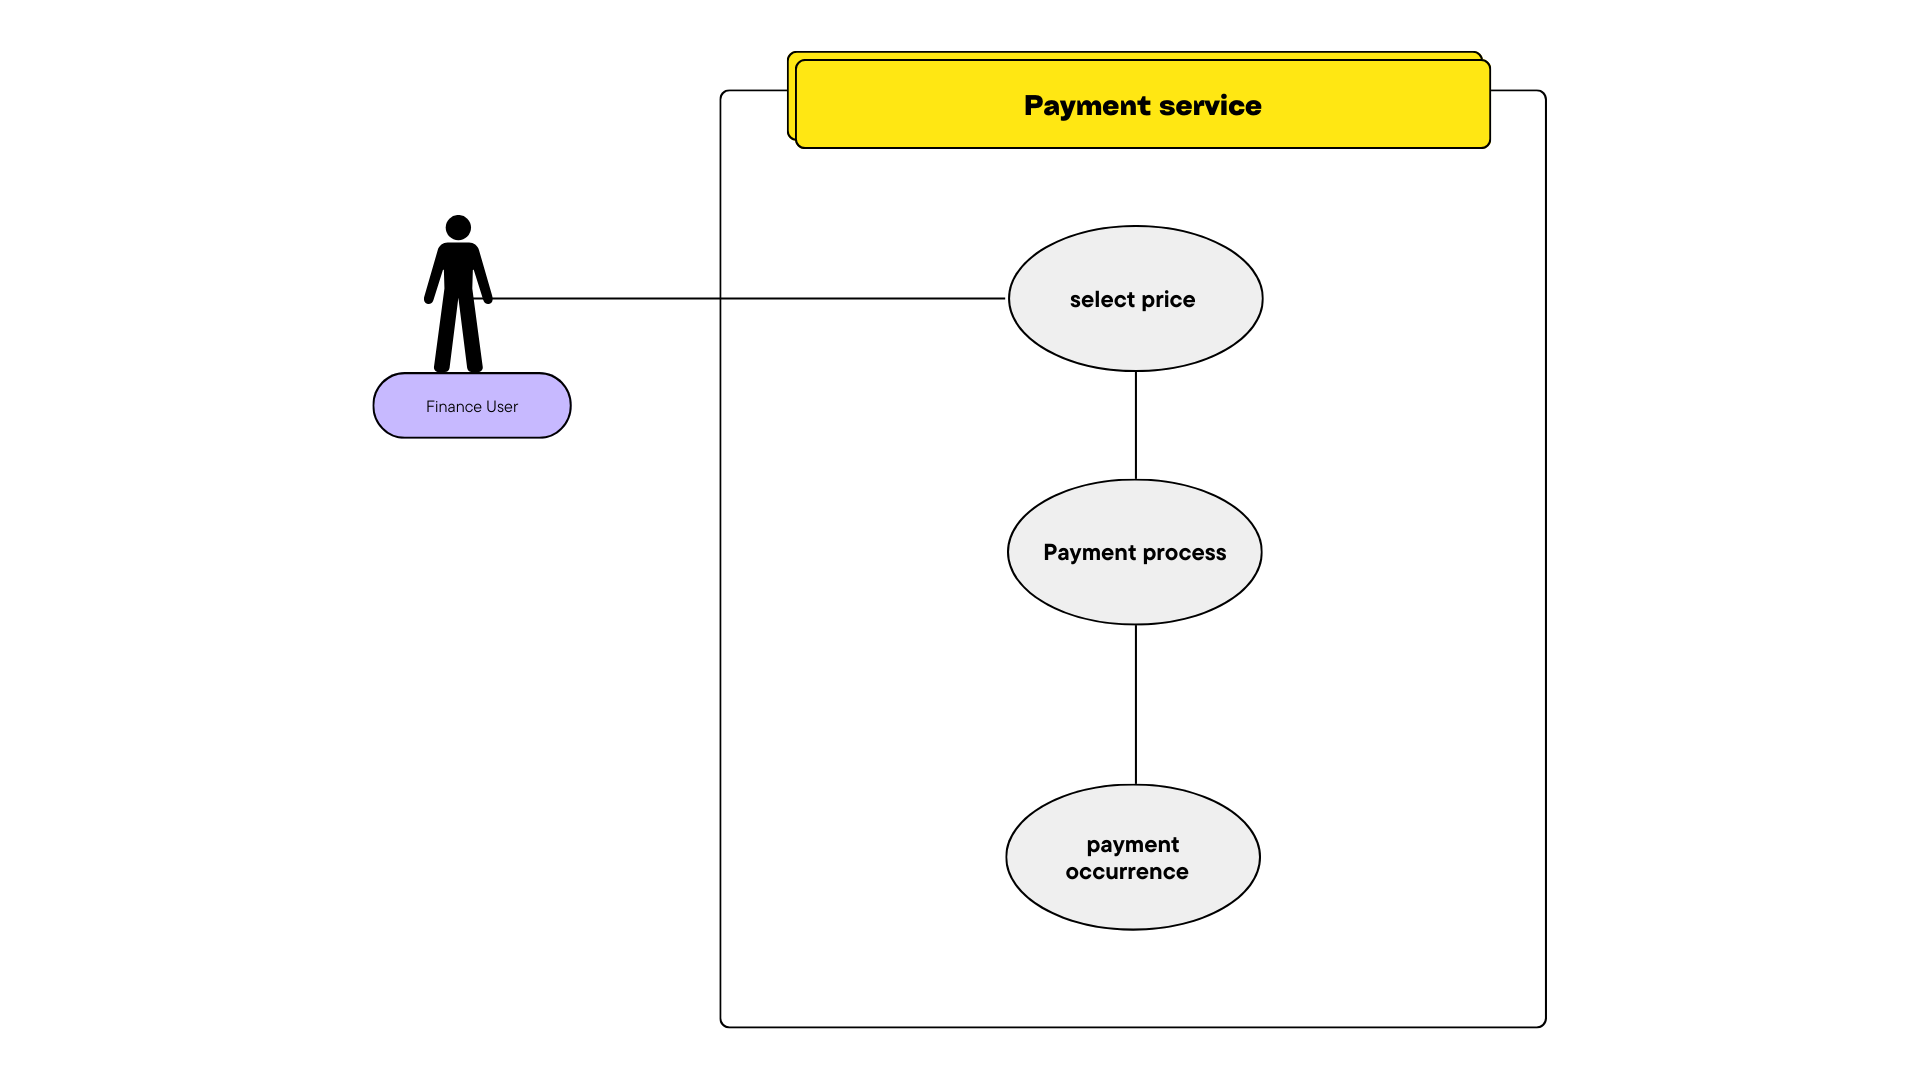 Payment service
select price
Finance User
Payment process
payment
occurrence